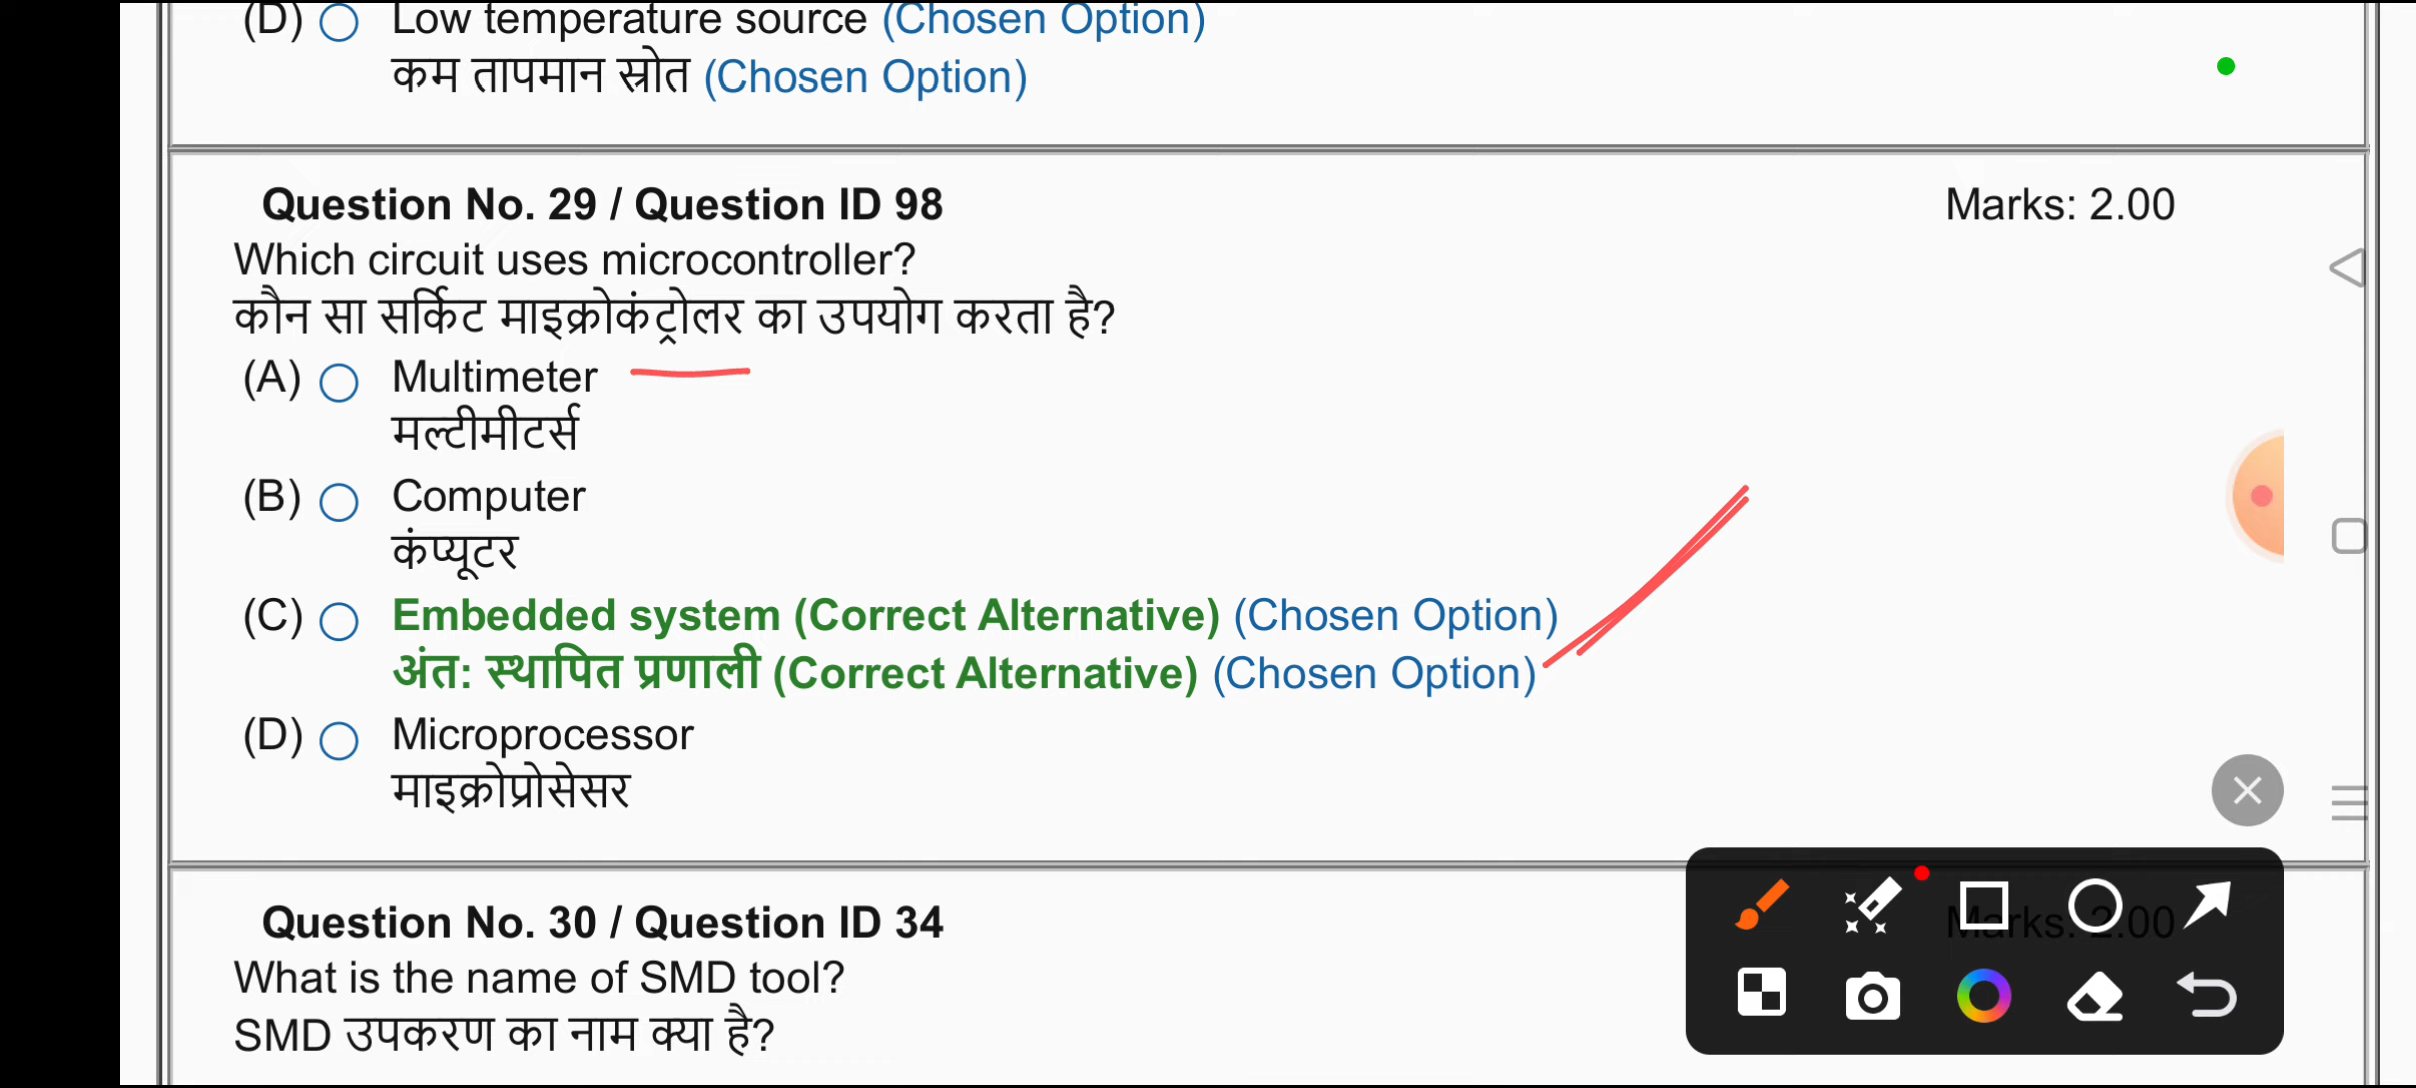 (D) Low temperature source (Chosen Option)
कम तापमान स्रोत (Chosen Option)
Question No. 29 / Question ID 98
Marks: 2.00
Which circuit uses microcontroller?
कौन सा सर्किट माइक्रोकंट्रोलर का उपयोग करता है?
(A) Multimeter
मल्टीमीटर्स
(B) Computer
कंप्यूटर
(C) Embedded system (Correct Alternative) (Chosen Option)
अंत: स्थापित प्रणाली (Correct Alternative) (Chosen Option)
(D) Microprocessor
माइक्रोप्रोसेसर
Question No. 30 / Question ID 34
Marks: 2.00
What is the name of SMD tool?
SMD उपकरण का नाम क्या है?